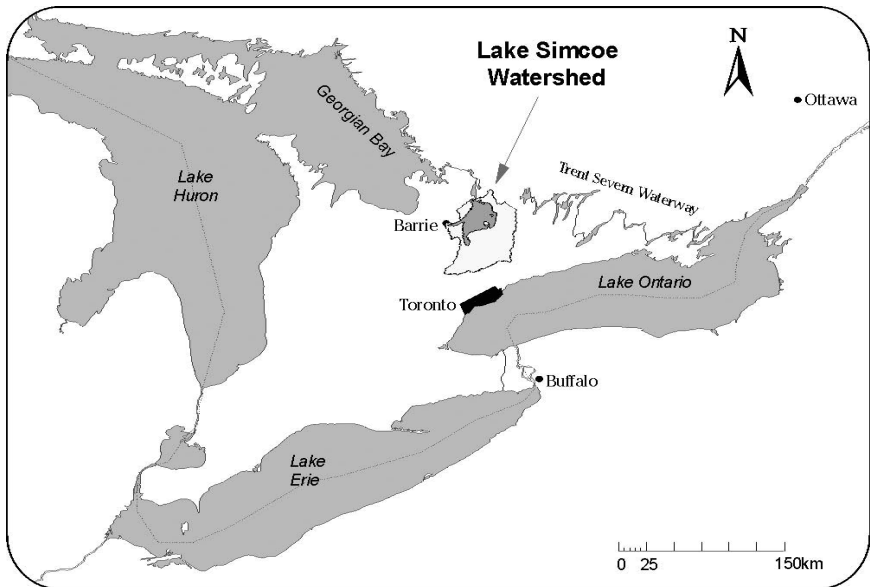 Lake Simcoe
Watershed
N
Ottawa
Georgian Bay
Lake
Huron
Trent Severn Waterway
Barrie
Lake Ontario
Toronto
Buffalo
Lake
Erie
0 25 150km